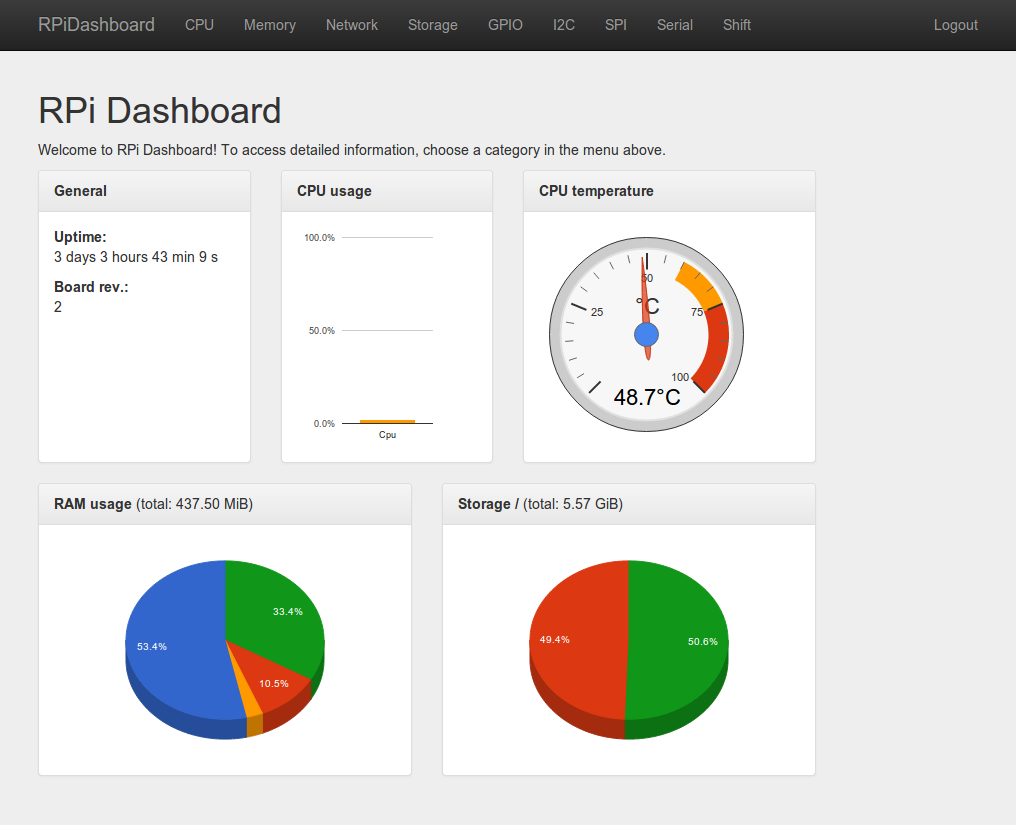 RPiDashboard CPU Memory Network Storage GPIO I2C SPI Serial Shift Logout
RPi Dashboard
Welcome to RPi Dashboard! To access detailed information, choose a category in the menu above.
General
Uptime:
3 days 3 hours 43 min 9 s
Board rev.:
2
CPU usage
100.0%
50.0%
0.0%
Cpu
CPU temperature
50
°C
25
75
100
48.7°C
RAM usage (total: 437.50 MiB)
33.4%
53.4%
10.5%
Storage / (total: 5.57 GiB)
49.4%
50.6%